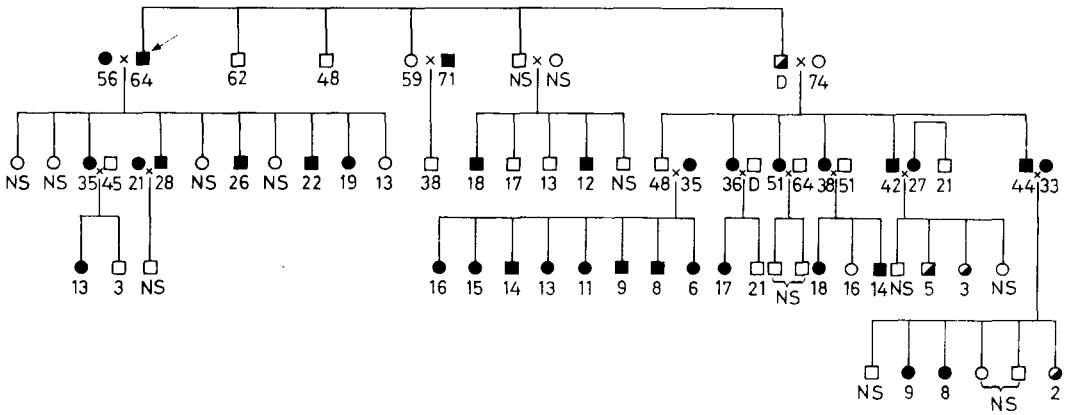 56 × 64 62 48 59 × 71 NS × NS D × 74
NS NS 35 × 45 21 × 28 NS 26 NS 22 19 13 38 18 17 13 12 NS 48 × 35 36 × D 51 × 64 38 × 51 42 × 27 21 44 × 33
13 3 NS 16 15 14 13 11 9 8 6 17 21 NS 18 16 14 NS 5 3 NS
NS 9 8 NS 2